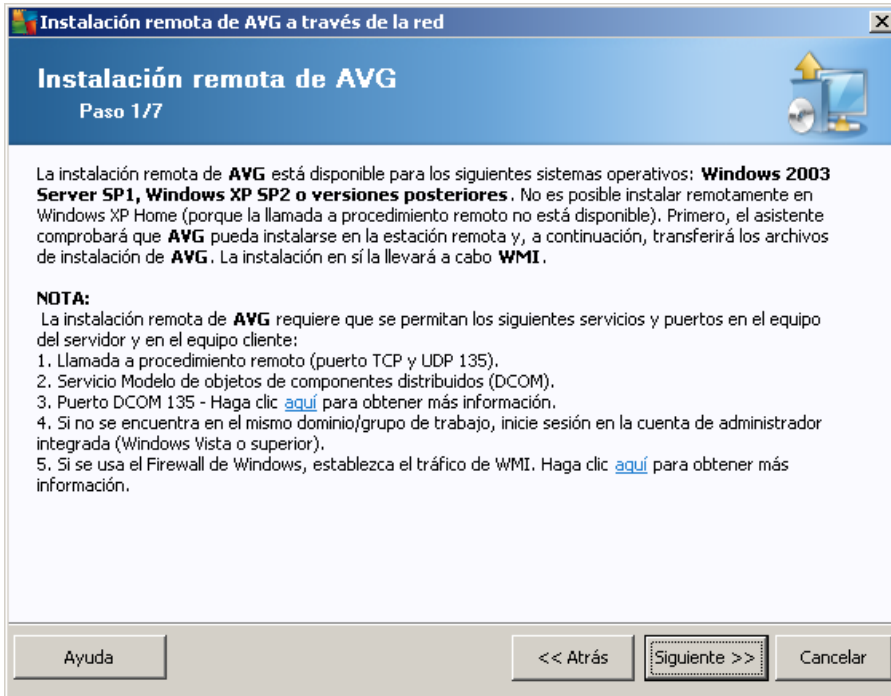 Instalación remota de AVG a través de la red
Instalación remota de AVG
Paso 1/7
La instalación remota de AVG está disponible para los siguientes sistemas operativos: Windows 2003
Server SP1, Windows XP SP2 o versiones posteriores. No es posible instalar remotamente en
Windows XP Home (porque la llamada a procedimiento remoto no está disponible). Primero, el asistente
comprobará que AVG pueda instalarse en la estación remota y, a continuación, transferirá los archivos
de instalación de AVG. La instalación en sí la llevará a cabo WMI.
NOTA:
La instalación remota de AVG requiere que se permitan los siguientes servicios y puertos en el equipo
del servidor y en el equipo cliente:
1. Llamada a procedimiento remoto (puerto TCP y UDP 135).
2. Servicio Modelo de objetos de componentes distribuidos (DCOM).
3. Puerto DCOM 135 - Haga clic aquí para obtener más información.
4. Si no se encuentra en el mismo dominio/grupo de trabajo, inicie sesión en la cuenta de administrador
integrada (Windows Vista o superior).
5. Si se usa el Firewall de Windows, establezca el tráfico de WMI. Haga clic aquí para obtener más
información.
Ayuda
<< Atrás
Siguiente >>
Cancelar